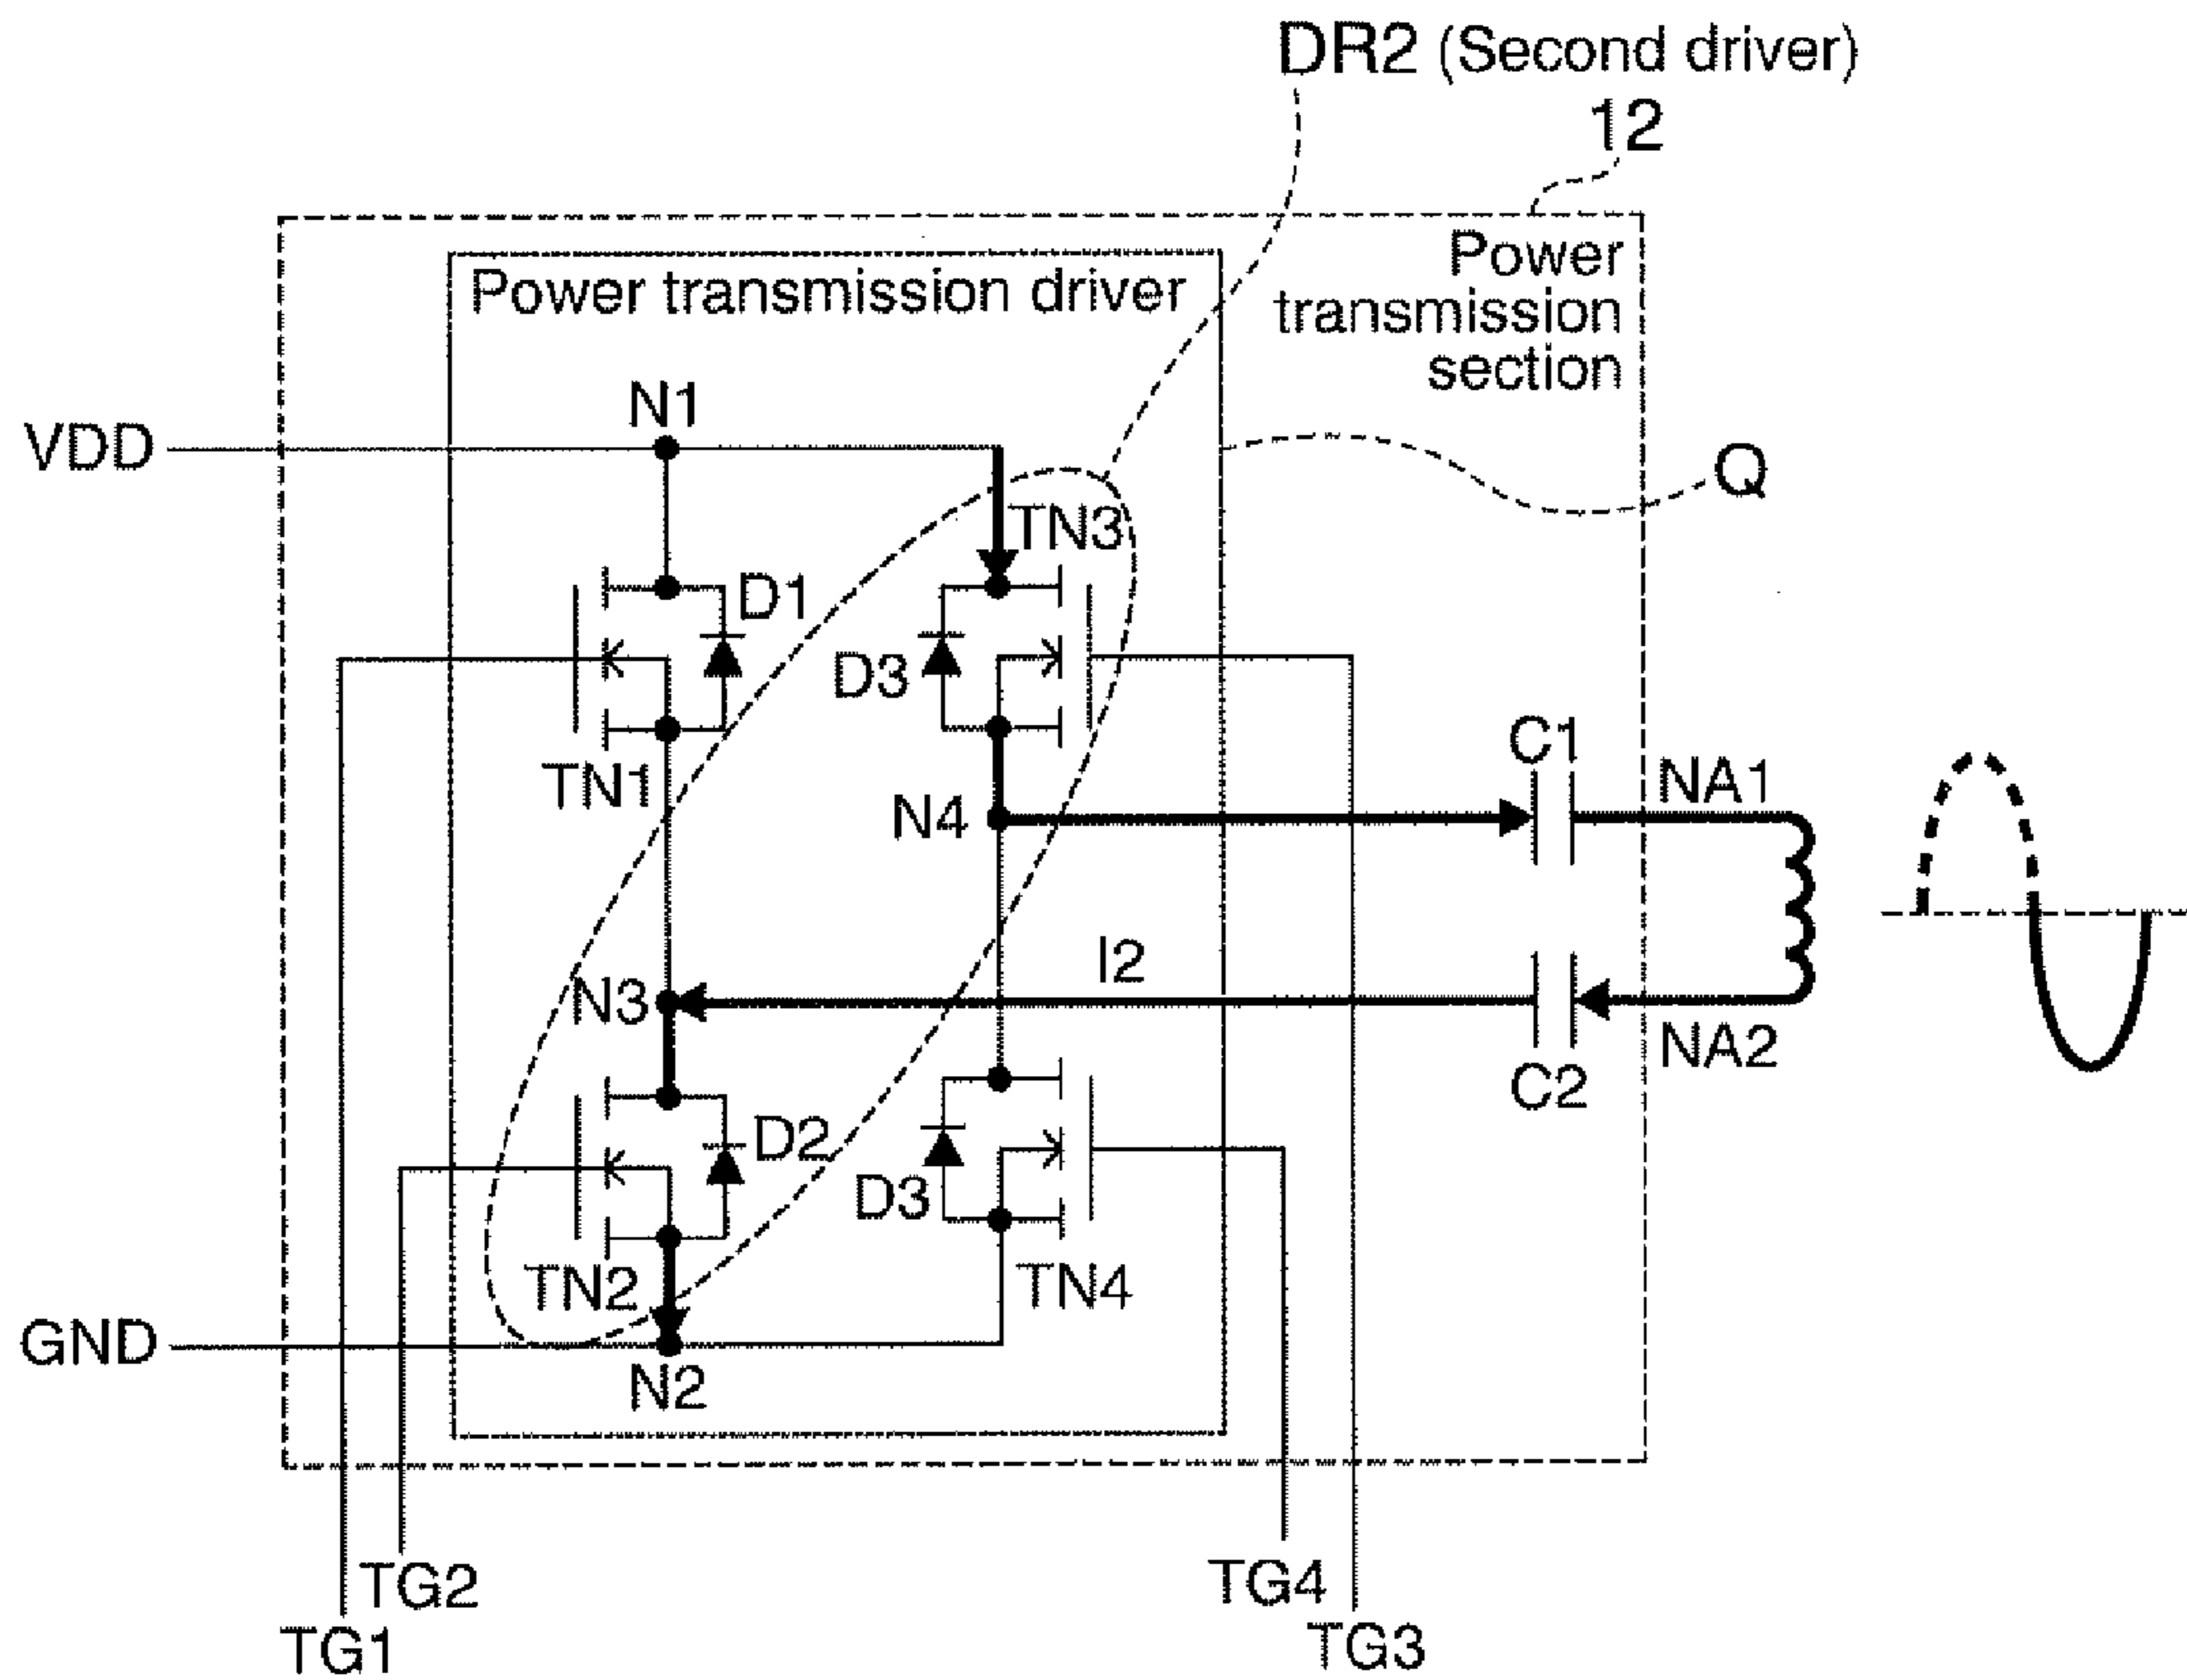 DR2 (Second driver)
12
Power
transmission
section
Power transmission driver
N1
VDD
Q
TN3
D1
D3
TN1
C1
NA1
N4
I2
N3
NA2
C2
D2
D3
TN2
TN4
GND
N2
TG2
TG4
TG1
TG3